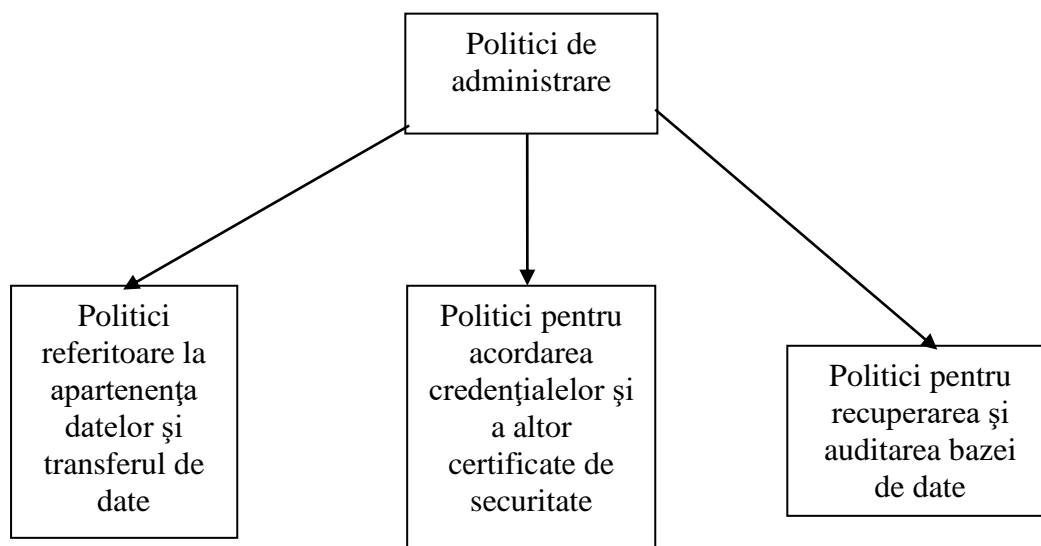 Politici de
administrare
Politici
referitoare la
apartenenţa
datelor şi
transferul de
date
Politici pentru
acordarea
credenţialelor şi
a altor
certificate de
securitate
Politici pentru
recuperarea şi
auditarea bazei
de date